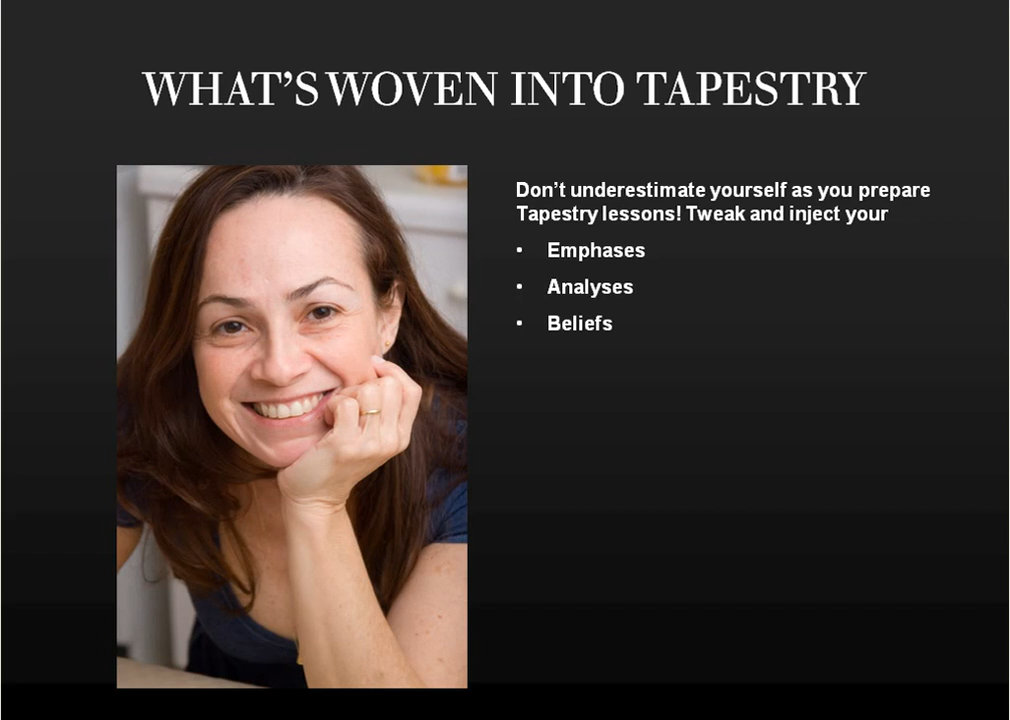 WHAT’S WOVEN INTO TAPESTRY
Don’t underestimate yourself as you prepare
Tapestry lessons! Tweak and inject your
• Emphases
• Analyses
• Beliefs